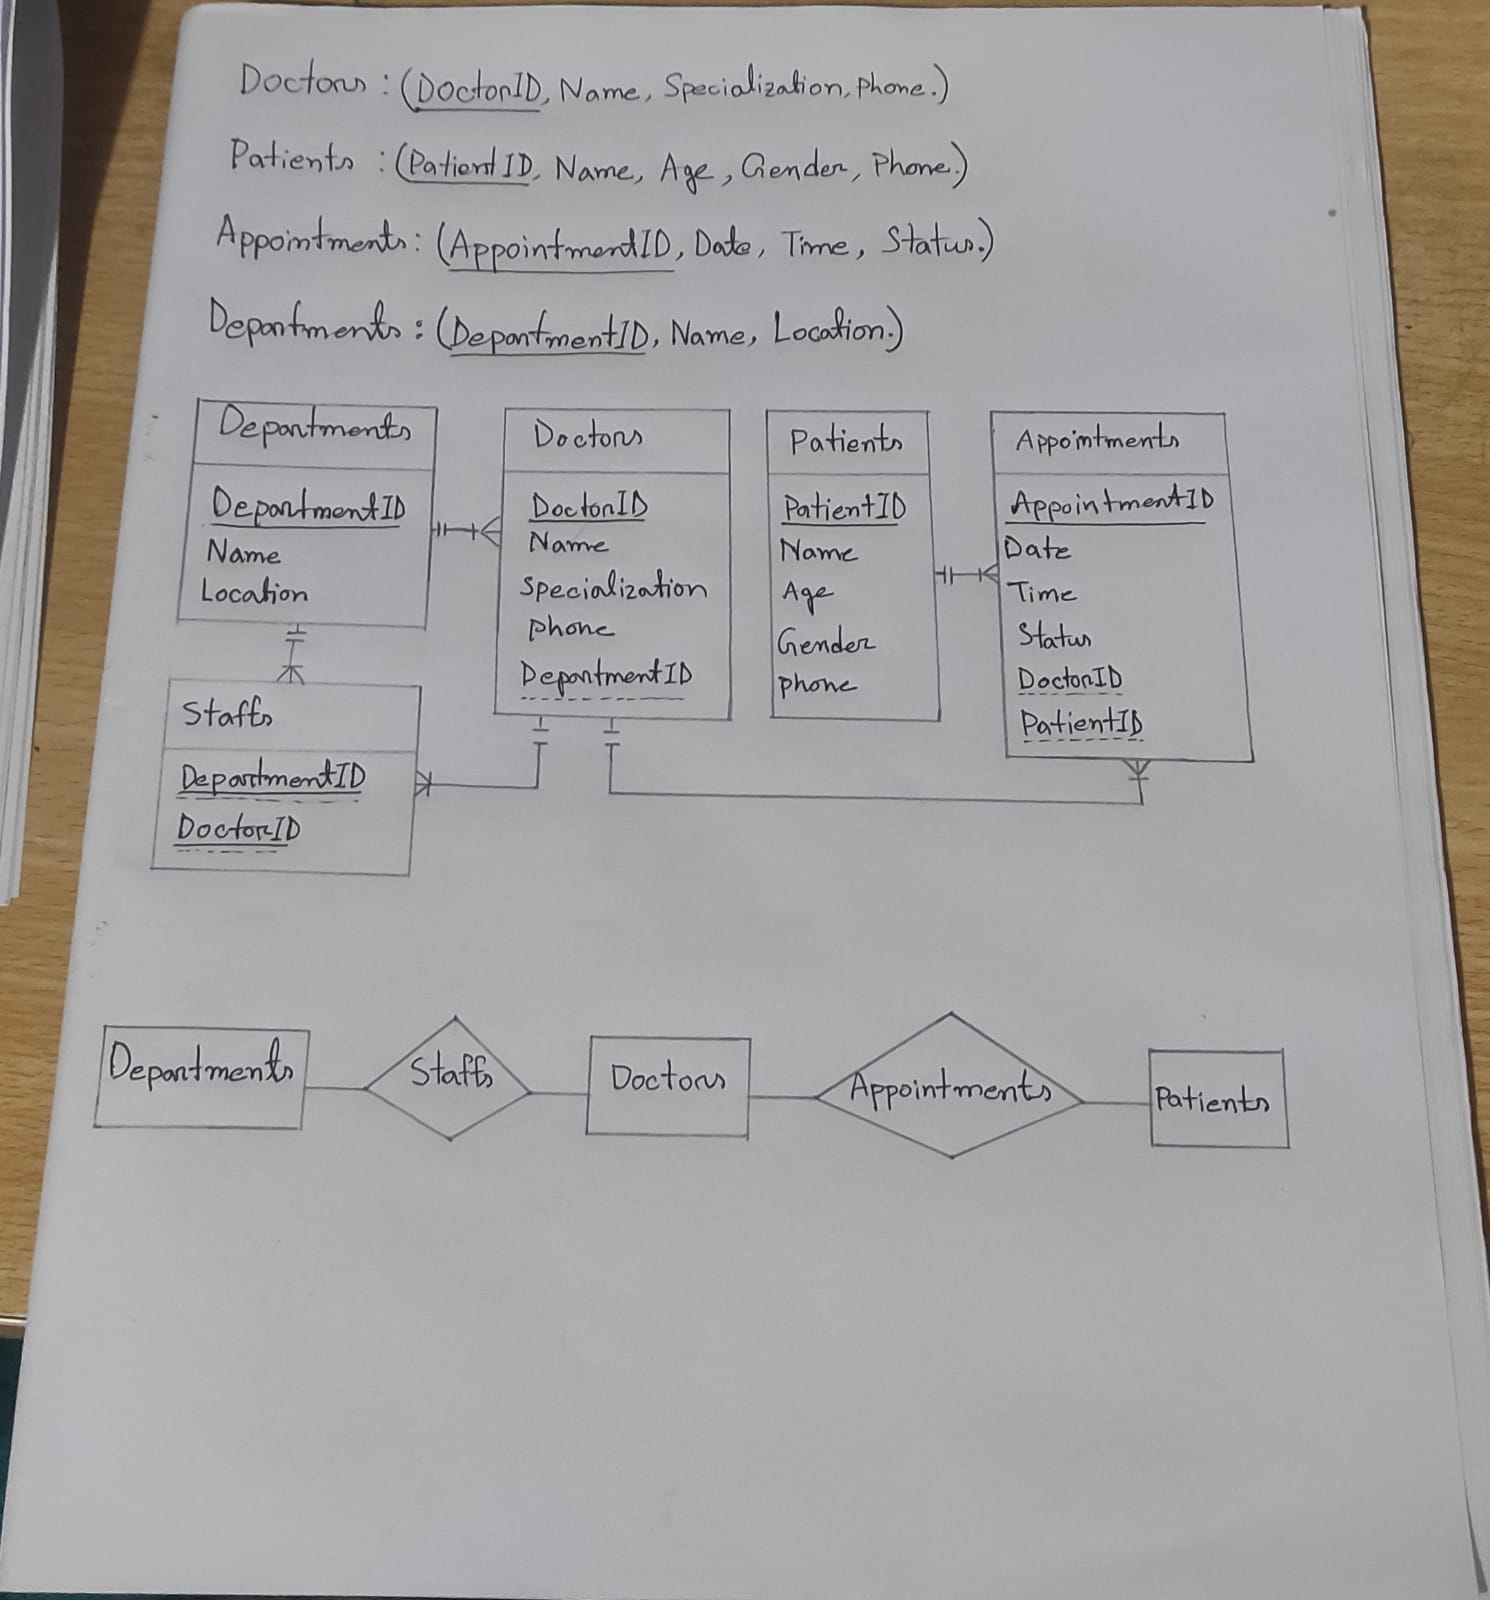 Doctors : (DoctorID, Name, Specialization, Phone.)
Patients : (PatientID, Name, Age, Gender, Phone.)
Appointments : (AppointmentID, Date, Time, Status.)
Departments : (DepartmentID, Name, Location.)
Departments
DepartmentID
Name
Location
Doctors
DoctorID
Name
Specialization
Phone
DepartmentID
Patients
PatientID
Name
Age
Gender
Phone
Appointments
AppointmentID
Date
Time
Status
DoctorID
PatientID
Staffs
DepartmentID
DoctorID
Departments
Staffs
Doctors
Appointments
Patients